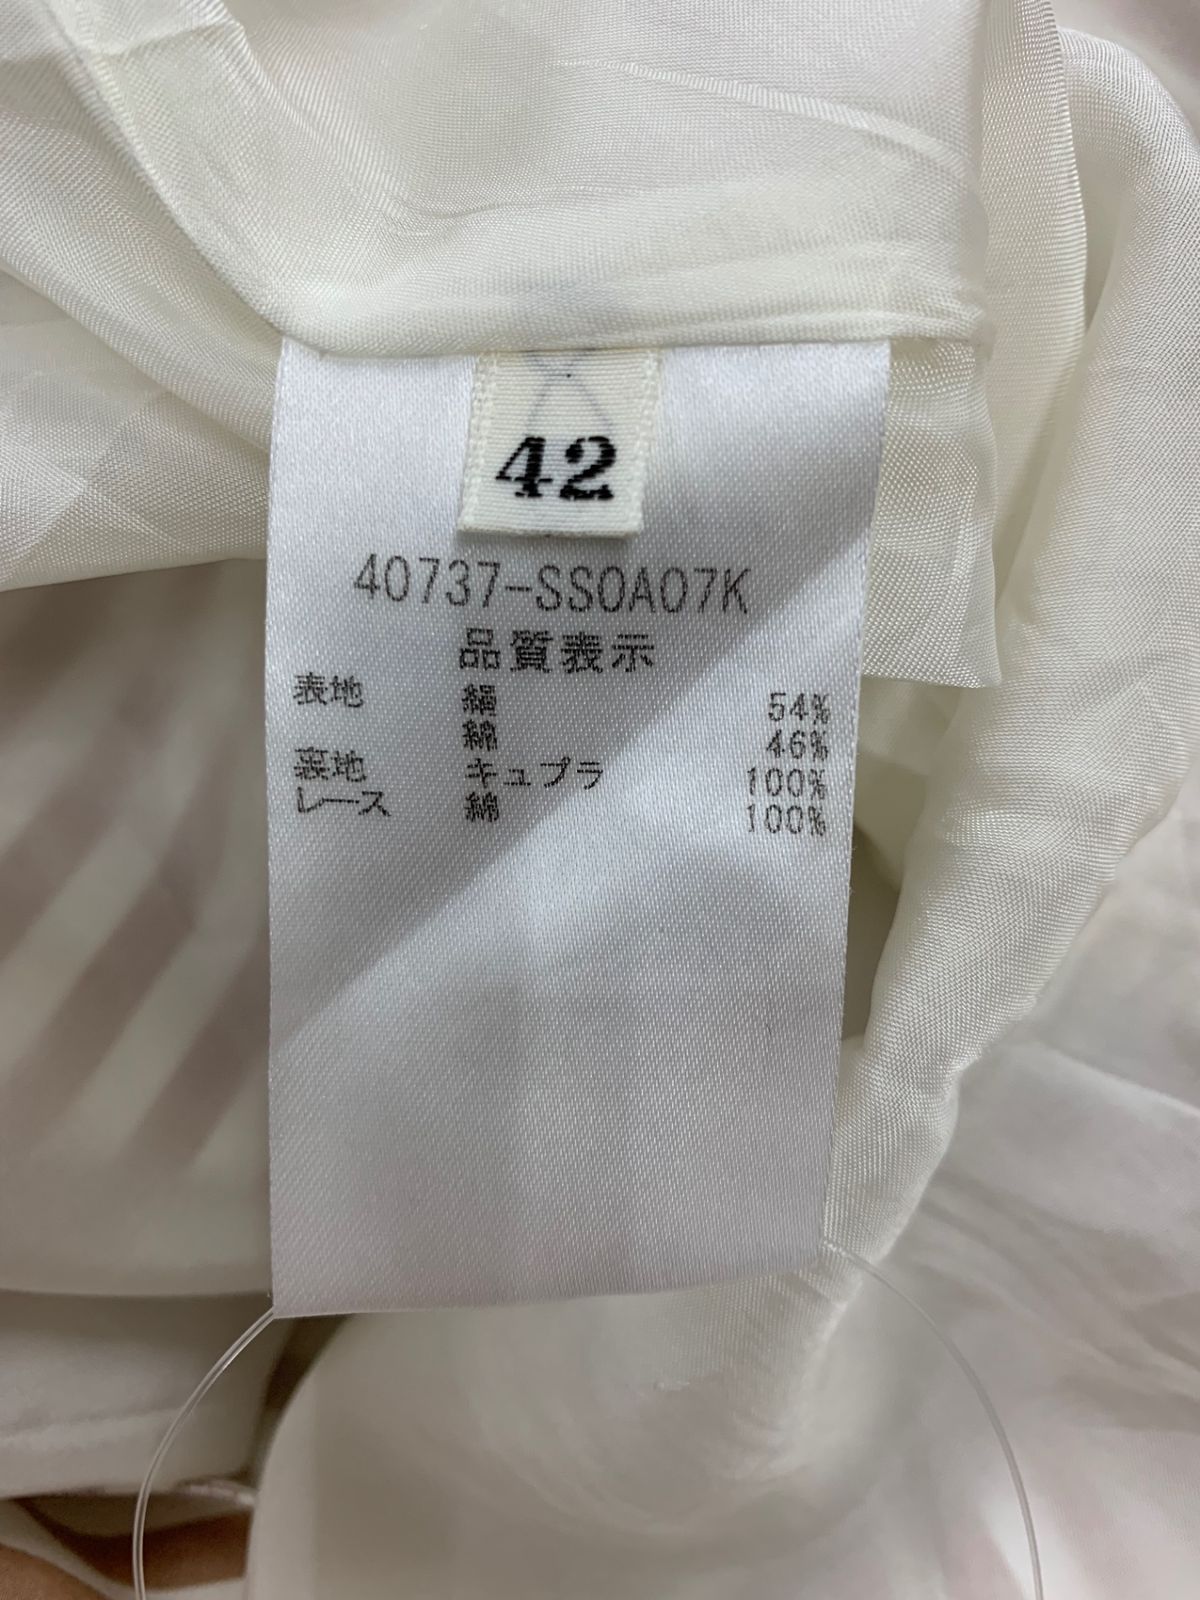 42
40737-SS0A07K
品質表示
表地 絹 54%
綿 46%
裏地 キュプラ 100%
レース 綿 100%